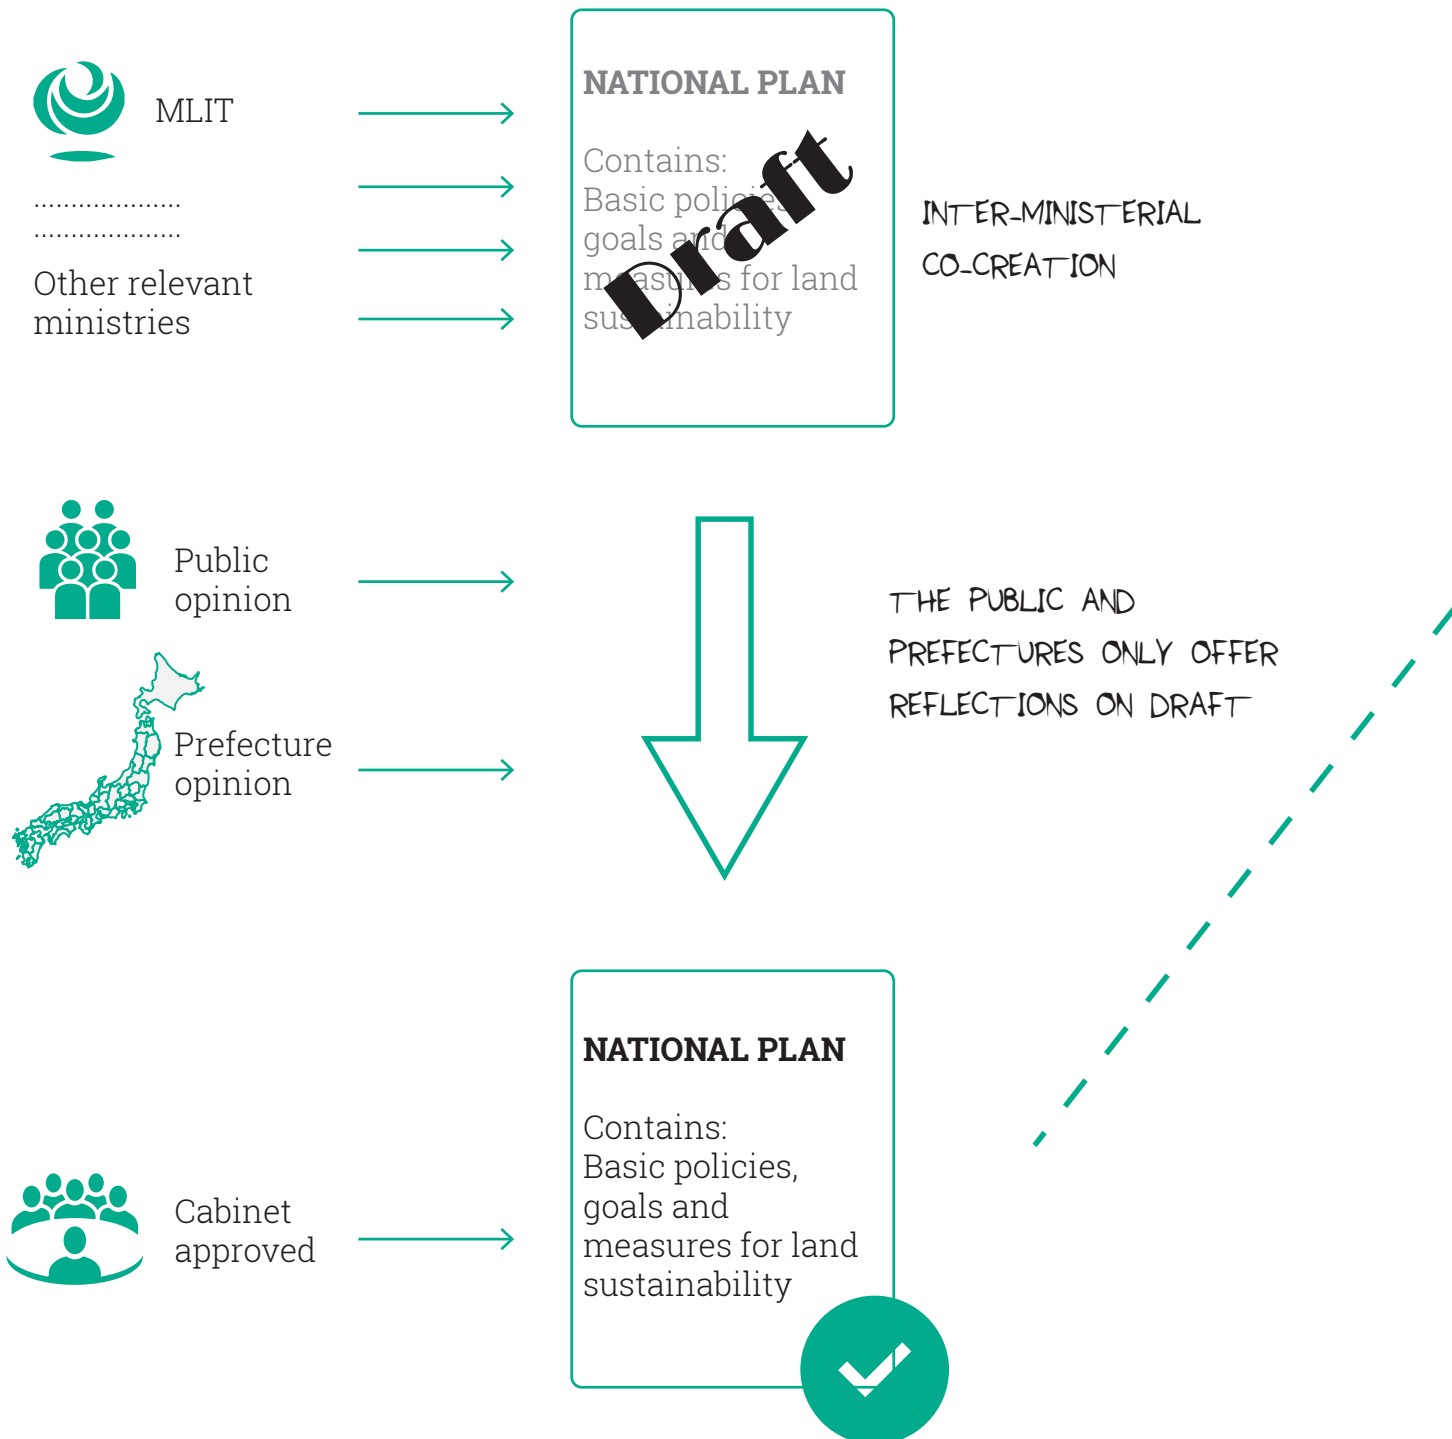 MLIT
....................
....................
Other relevant
ministries
NATIONAL PLAN
Contains:
Basic policies,
goals and
measures for land
sustainability
Draft
INTER-MINISTERIAL
CO-CREATION
Public
opinion
Prefecture
opinion
THE PUBLIC AND
PREFECTURES ONLY OFFER
REFLECTIONS ON DRAFT
Cabinet
approved
NATIONAL PLAN
Contains:
Basic policies,
goals and
measures for land
sustainability